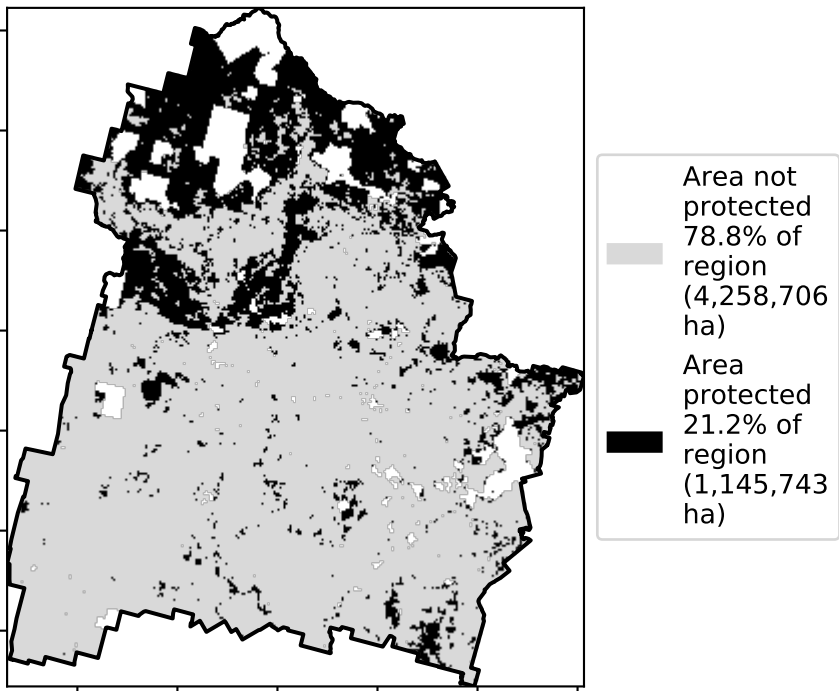 Area not
protected
78.8% of
region
(4,258,706
ha)
Area
protected
21.2% of
region
(1,145,743
ha)